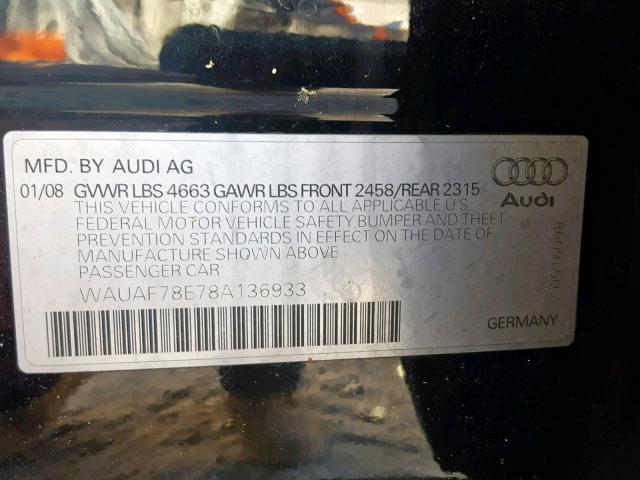 MFD. BY AUDI AG
01/08 GVWR LBS 4663 GAWR LBS FRONT 2458/REAR 2315
THIS VEHICLE CONFORMS TO ALL APPLICABLE U.S.
FEDERAL MOTOR VEHICLE SAFETY, BUMPER AND THEFT
PREVENTION STANDARDS IN EFFECT ON THE DATE OF
MANUFACTURE SHOWN ABOVE
PASSENGER CAR
WAUAF78E78A136933
Audi
GERMANY